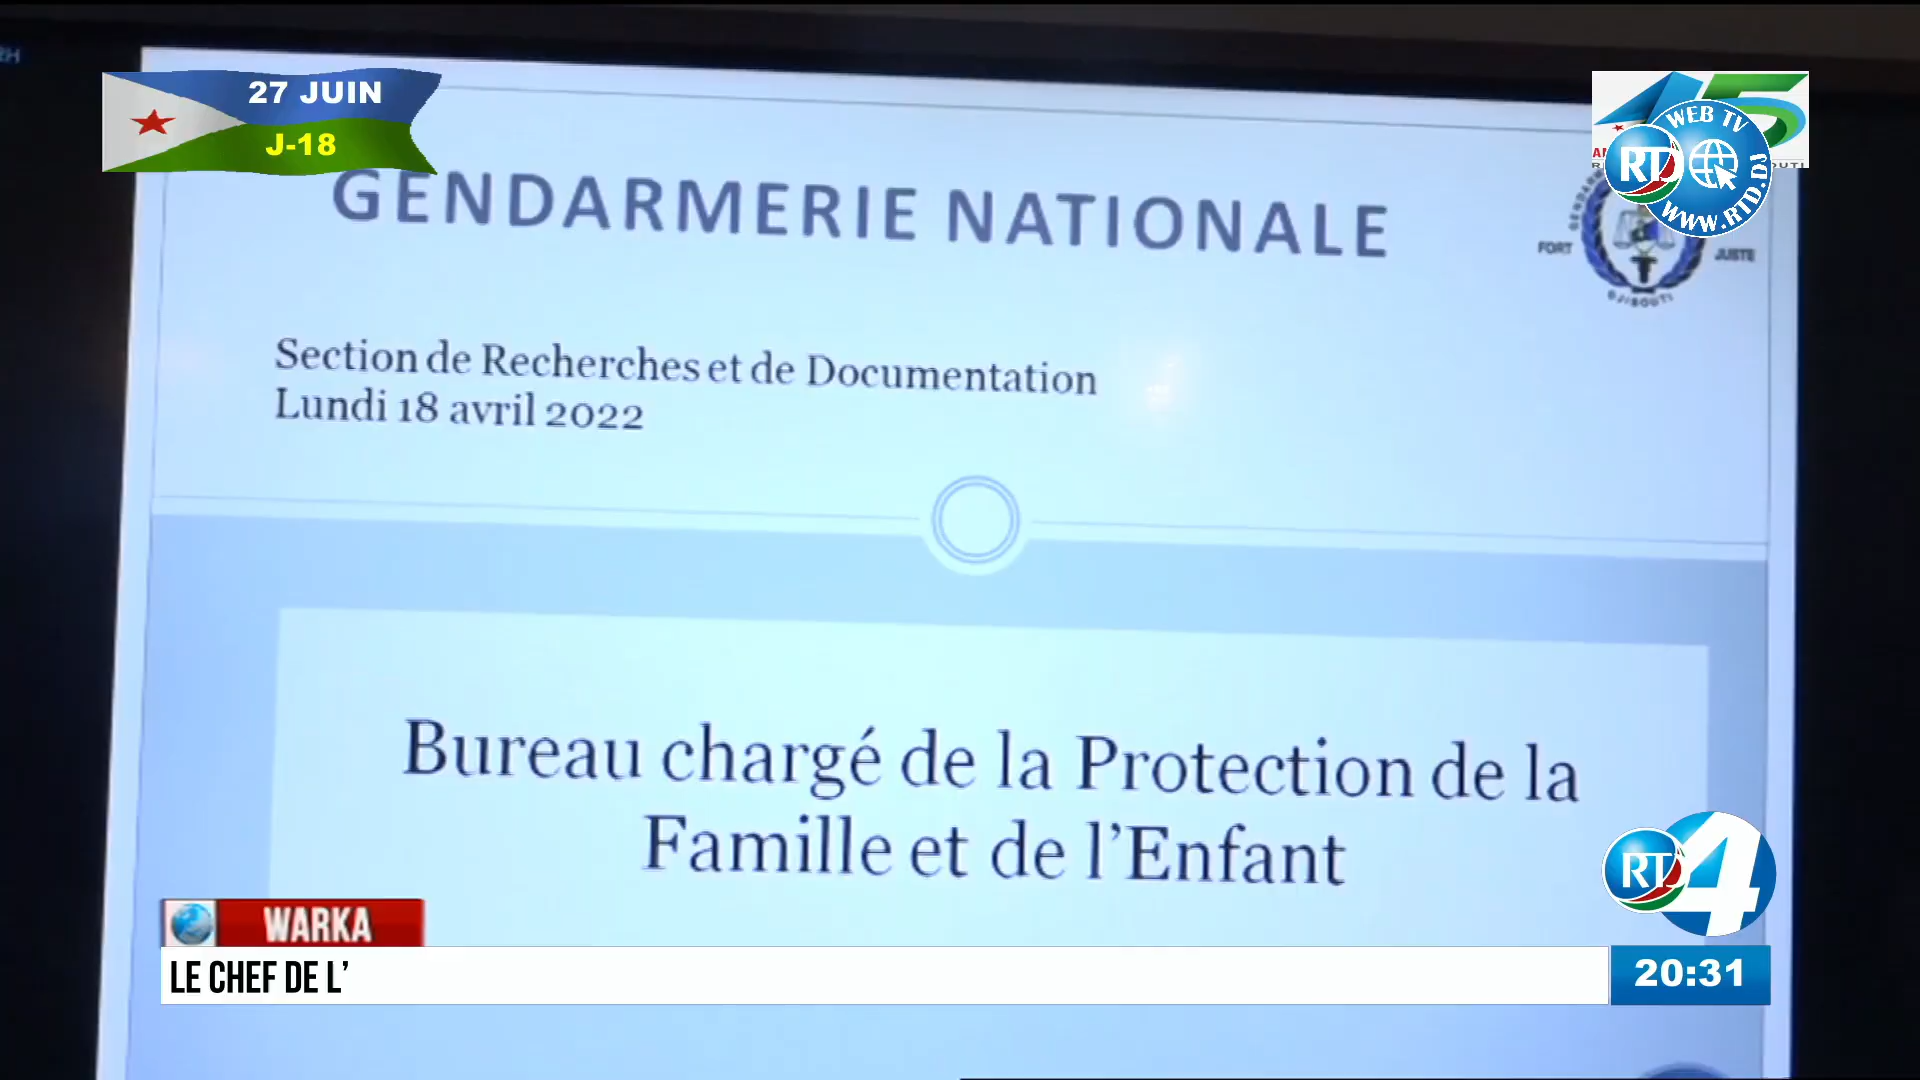 27 JUIN
J-18
WEB TV
RTD
WWW.RTD.DJ
GENDARMERIE NATIONALE
FORT
JUSTE
DJIBOUTI
Section de Recherches et de Documentation
Lundi 18 avril 2022
Bureau chargé de la Protection de la
Famille et de l'Enfant
RTD 4
WARKA
LE CHEF DE L'
20:31